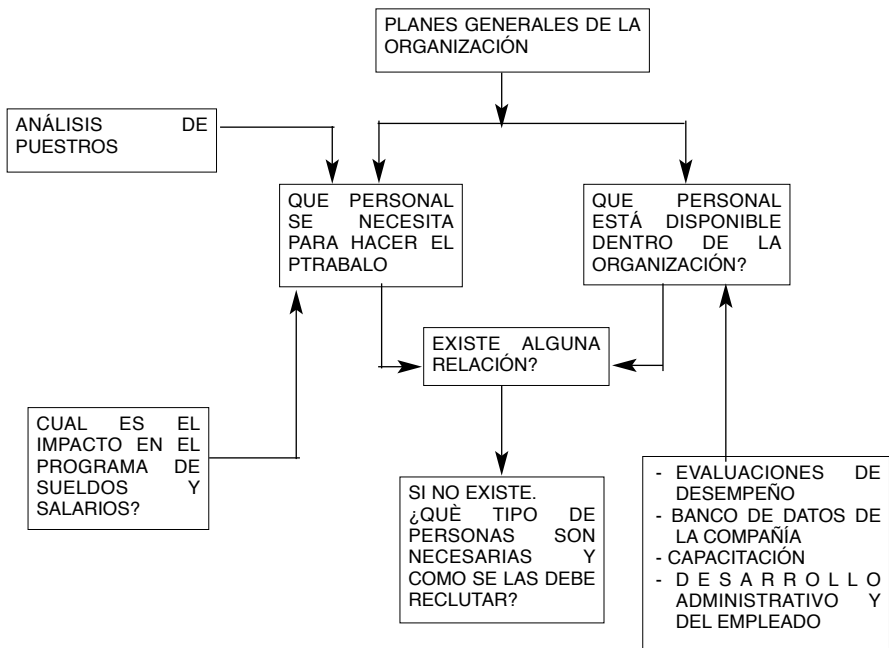 PLANES GENERALES DE LA
ORGANIZACIÓN
ANÁLISIS DE
PUESTROS
QUE PERSONAL
SE NECESITA
PARA HACER EL
PTRABALO
QUE PERSONAL
ESTÁ DISPONIBLE
DENTRO DE LA
ORGANIZACIÓN?
EXISTE ALGUNA
RELACIÓN?
CUAL ES EL
IMPACTO EN EL
PROGRAMA DE
SUELDOS Y
SALARIOS?
SI NO EXISTE.
¿QUÈ TIPO DE
PERSONAS SON
NECESARIAS Y
COMO SE LAS DEBE
RECLUTAR?
- EVALUACIONES DE
DESEMPEÑO
- BANCO DE DATOS DE
LA COMPAÑÍA
- CAPACITACIÓN
- DESARROLLO
ADMINISTRATIVO Y
DEL EMPLEADO